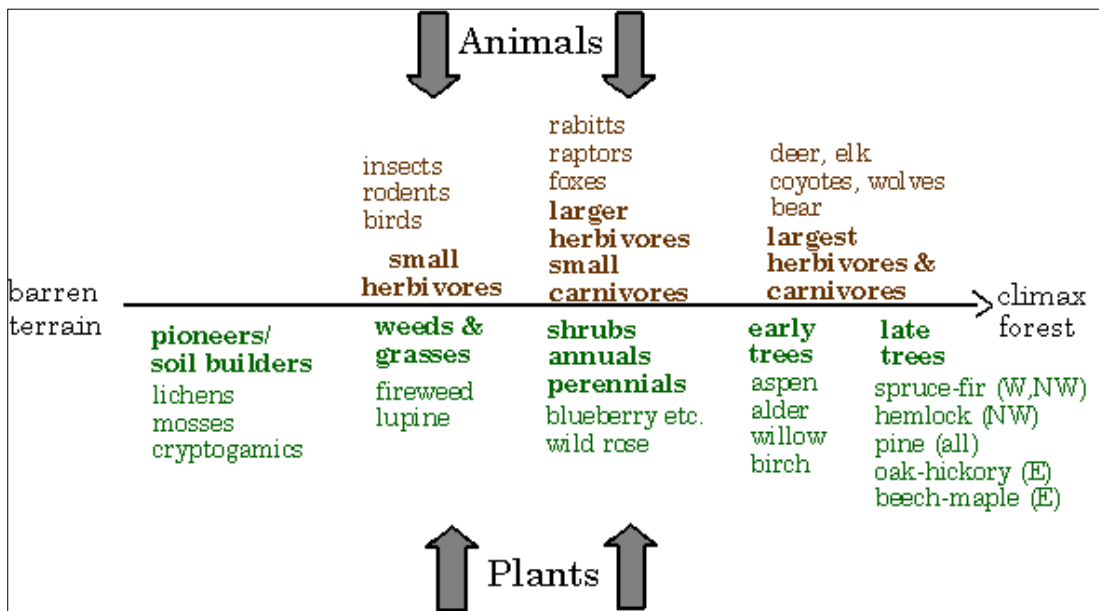 Animals
insects
rodents
birds
small
herbivores
rabitts
raptors
foxes
larger
herbivores
small
carnivores
deer, elk
coyotes, wolves
bear
largest
herbivores &
carnivores
barren
terrain
climax
forest
pioneers/
soil builders
lichens
mosses
cryptogamics
weeds &
grasses
fireweed
lupine
shrubs
annuals
perennials
blueberry etc.
wild rose
early
trees
aspen
alder
willow
birch
late
trees
spruce-fir (W,NW)
hemlock (NW)
pine (all)
oak-hickory (E)
beech-maple (E)
Plants